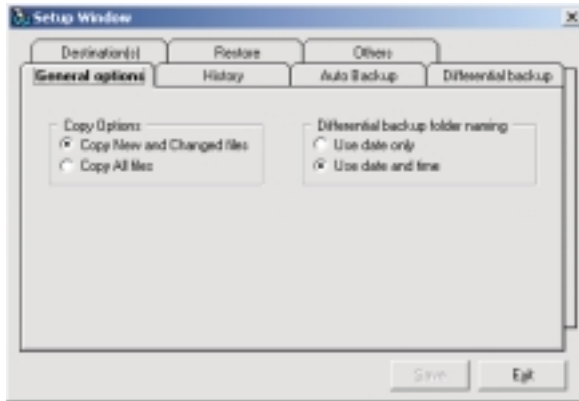 Setup Window
Destination(s) Restore Others
General options History Auto Backup Differential backup
Copy Options
Copy New and Changed files
Copy All files
Differential backup folder naming
Use date only
Use date and time
Save Exit